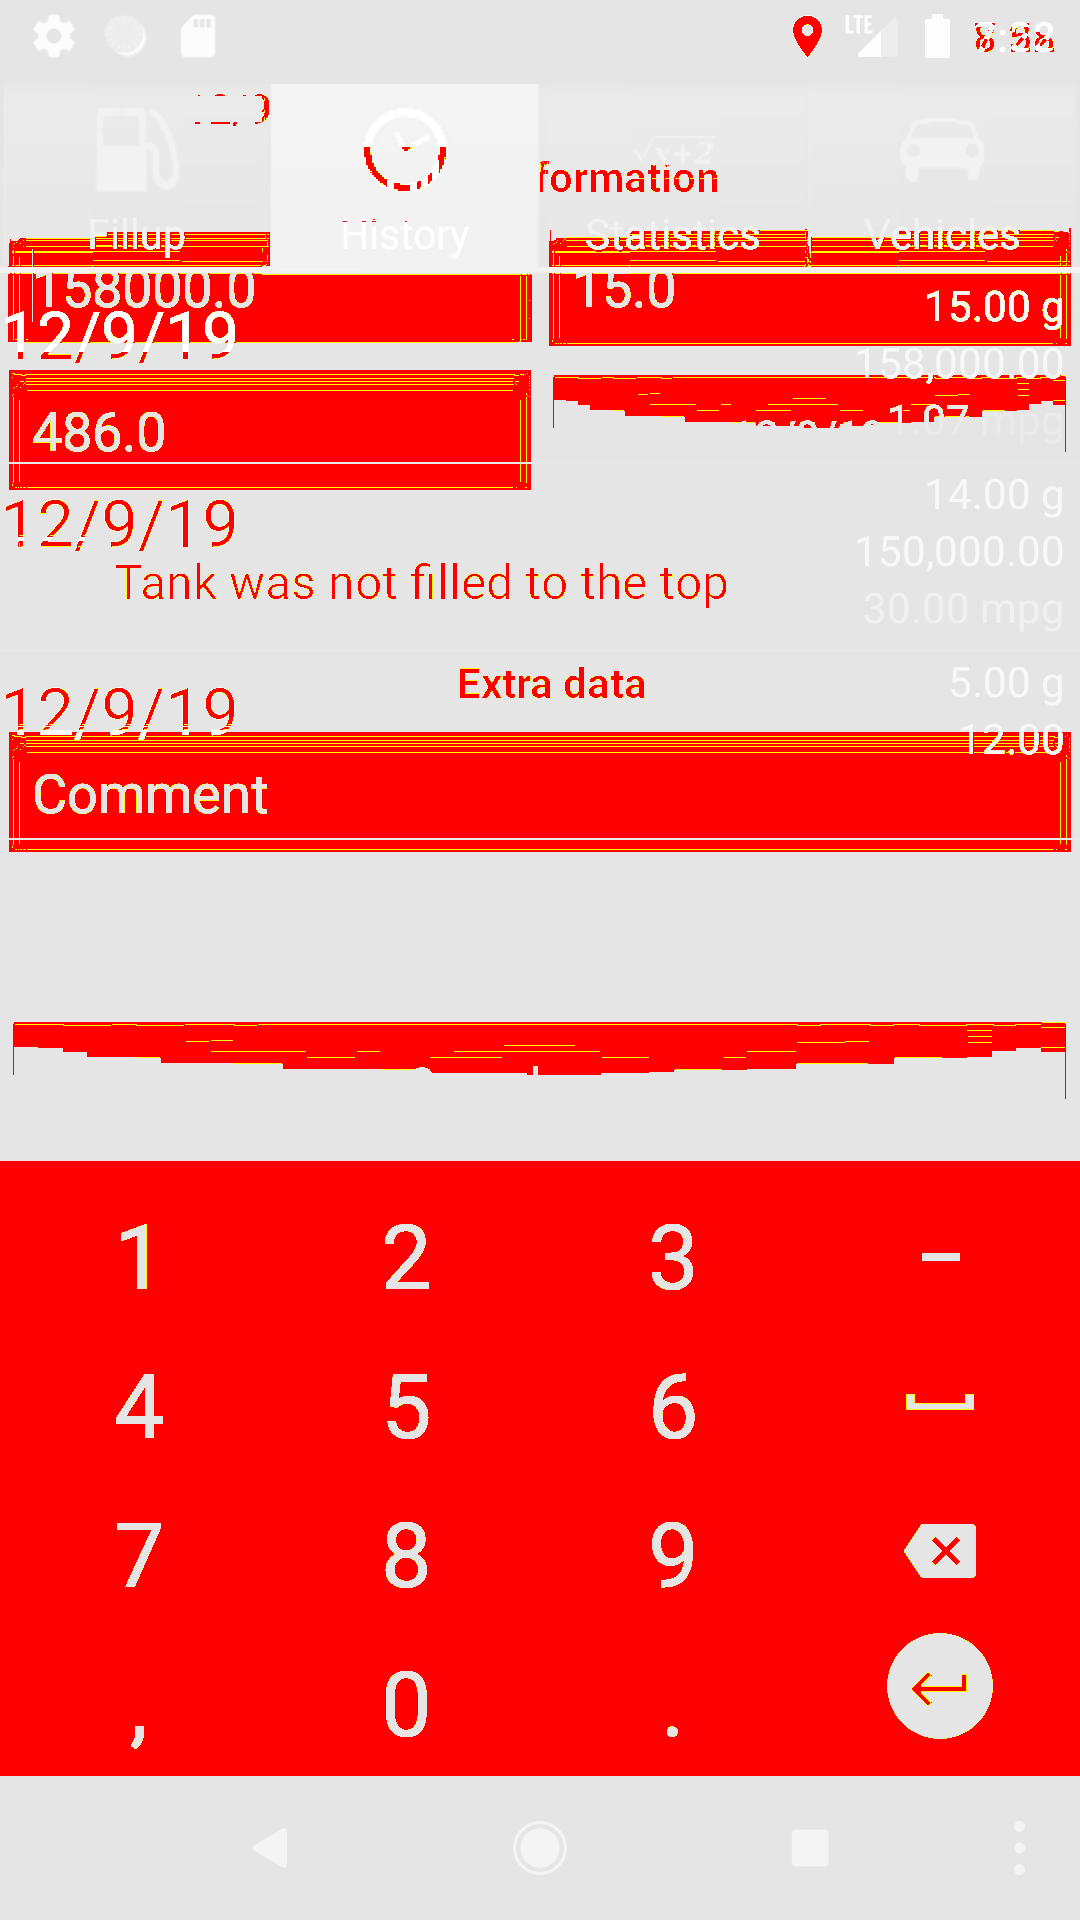 LTE
12/9
√x+2
formation
Fillup
History
Statistics
Vehicles
158000.0
15.0
15.00 g
12/9/19
158,000.00
486.0
1.07 mpg
14.00 g
12/9/19
150,000.00
Tank was not filled to the top
30.00 mpg
Extra data
5.00 g
12/9/19
12.00
Comment
1 2 3 –
4 5 6
7 8 9
, 0 .